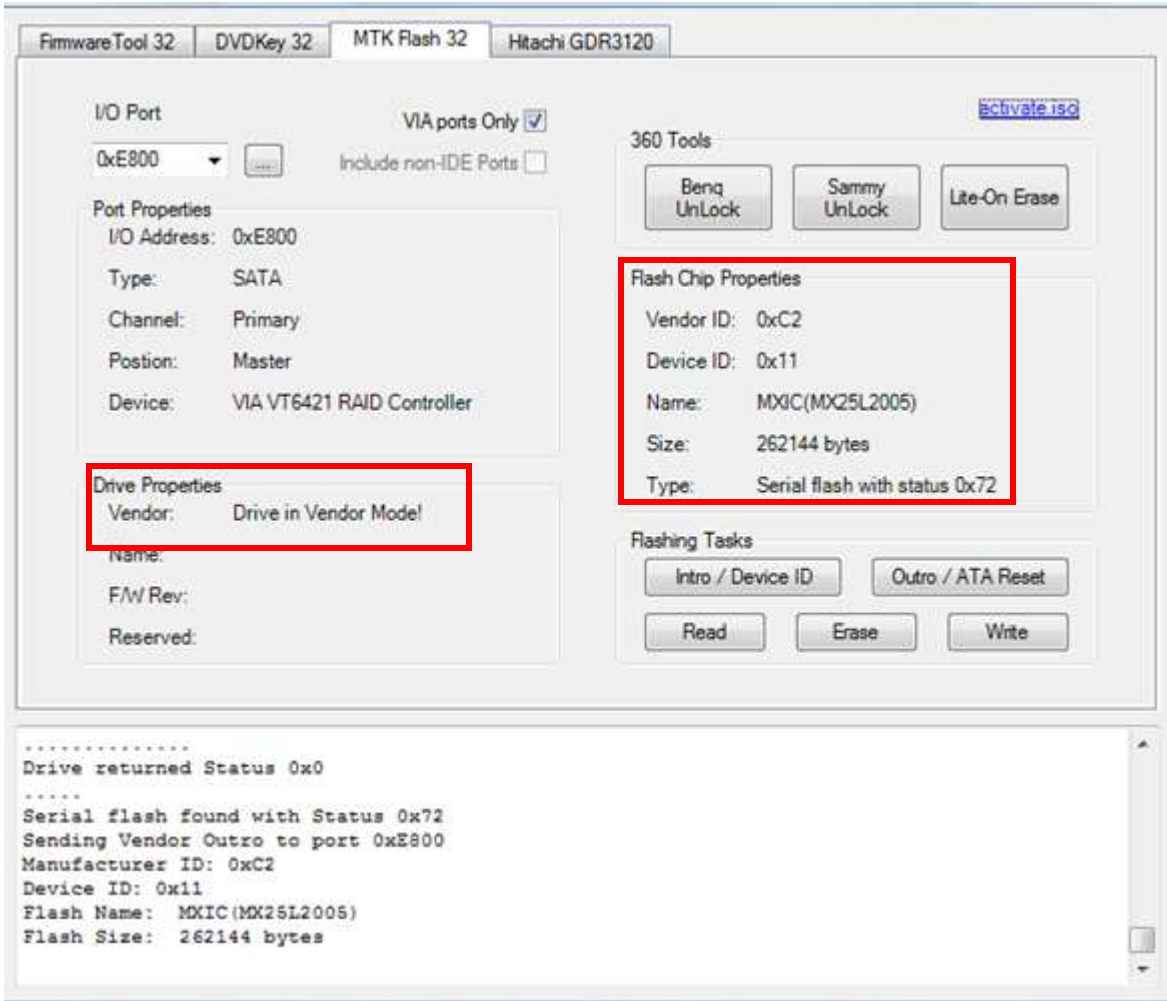 FirmwareTool 32 DVDKey 32 MTK Flash 32 Hitachi GDR3120
I/O Port
VIA ports Only
activate.iso
0xE800 ...
Include non-IDE Ports
360 Tools
Benq UnLock
Sammy UnLock
Lite-On Erase
Port Properties
I/O Address: 0xE800
Type: SATA
Channel: Primary
Postion: Master
Device: VIA VT6421 RAID Controller
Flash Chip Properties
Vendor ID: 0xC2
Device ID: 0x11
Name: MXIC(MX25L2005)
Size: 262144 bytes
Type: Serial flash with status 0x72
Drive Properties
Vendor: Drive in Vendor Mode!
Name:
F/W Rev:
Reserved:
Flashing Tasks
Intro / Device ID Outro / ATA Reset
Read Erase Write
..............
Drive returned Status 0x0
.....
Serial flash found with Status 0x72
Sending Vendor Outro to port 0xE800
Manufacturer ID: 0xC2
Device ID: 0x11
Flash Name: MXIC(MX25L2005)
Flash Size: 262144 bytes